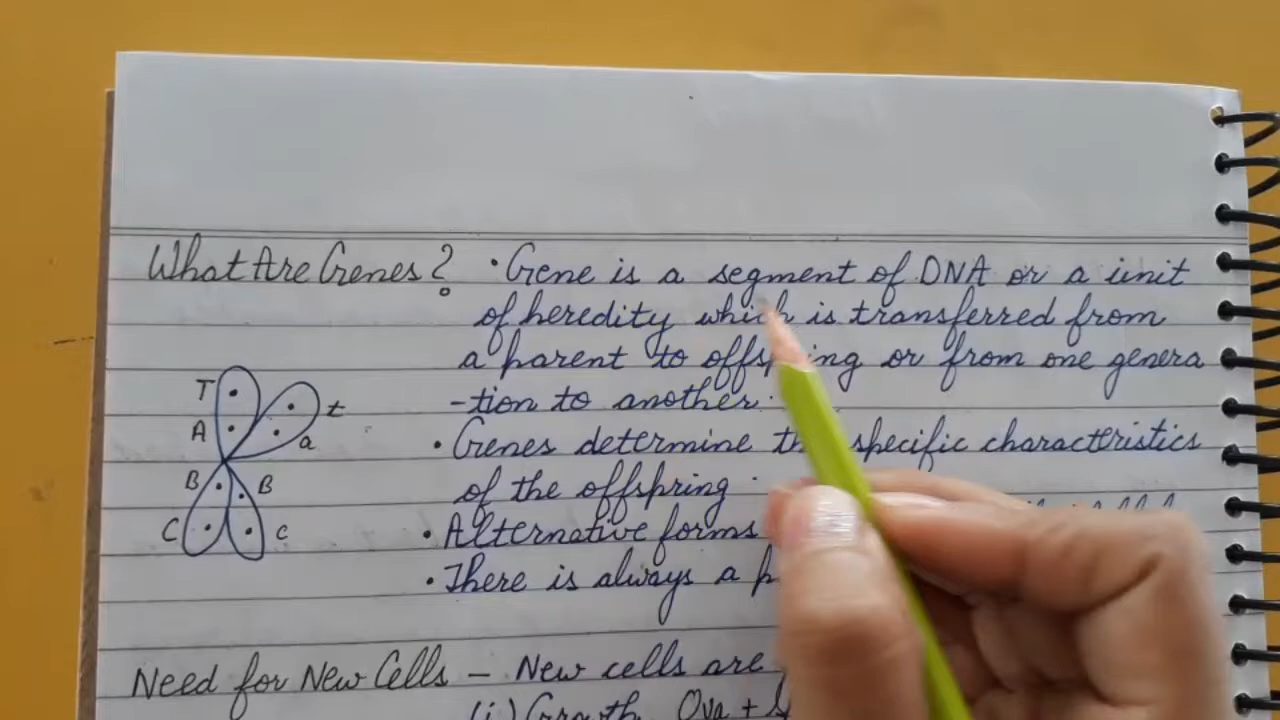 What Are Genes? • Gene is a segment of DNA or a unit
of heredity which is transferred from
a parent to offspring or from one genera
-tion to another.
• Genes determine the specific characteristics
of the offspring.
• Alternative forms
• There is always a
T
t
A
a
B
B
C
c
Need for New Cells – New cells are
(i) Growth Ova +